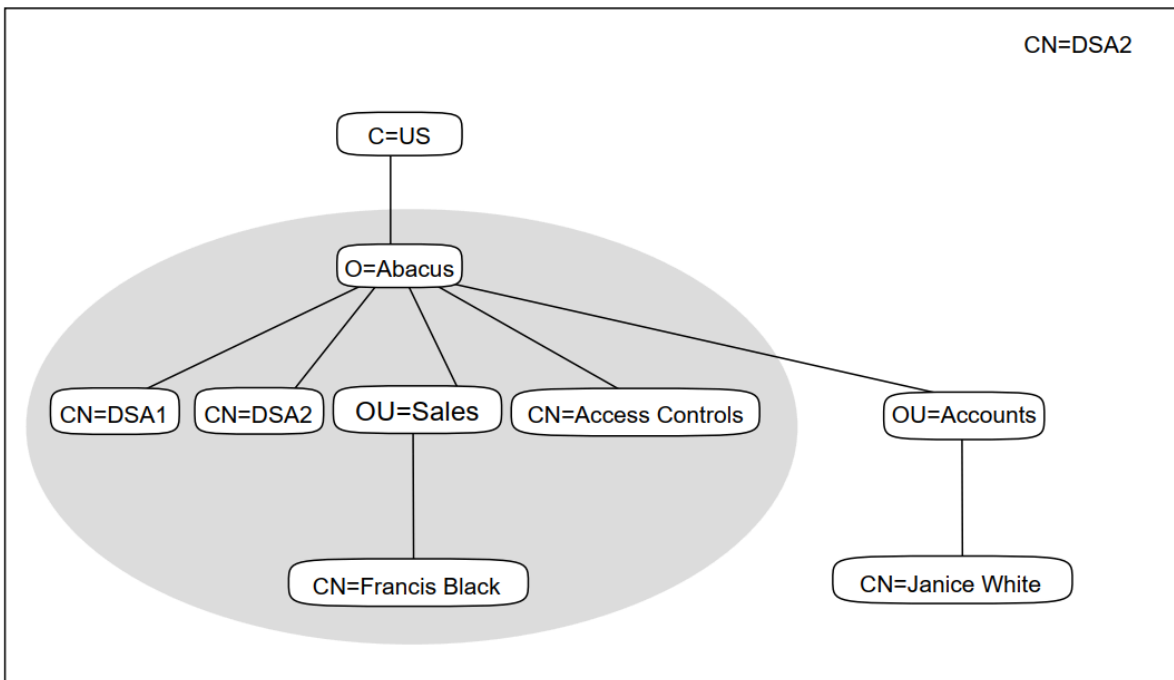 CN=DSA2
C=US
O=Abacus
CN=DSA1
CN=DSA2
OU=Sales
CN=Access Controls
OU=Accounts
CN=Francis Black
CN=Janice White